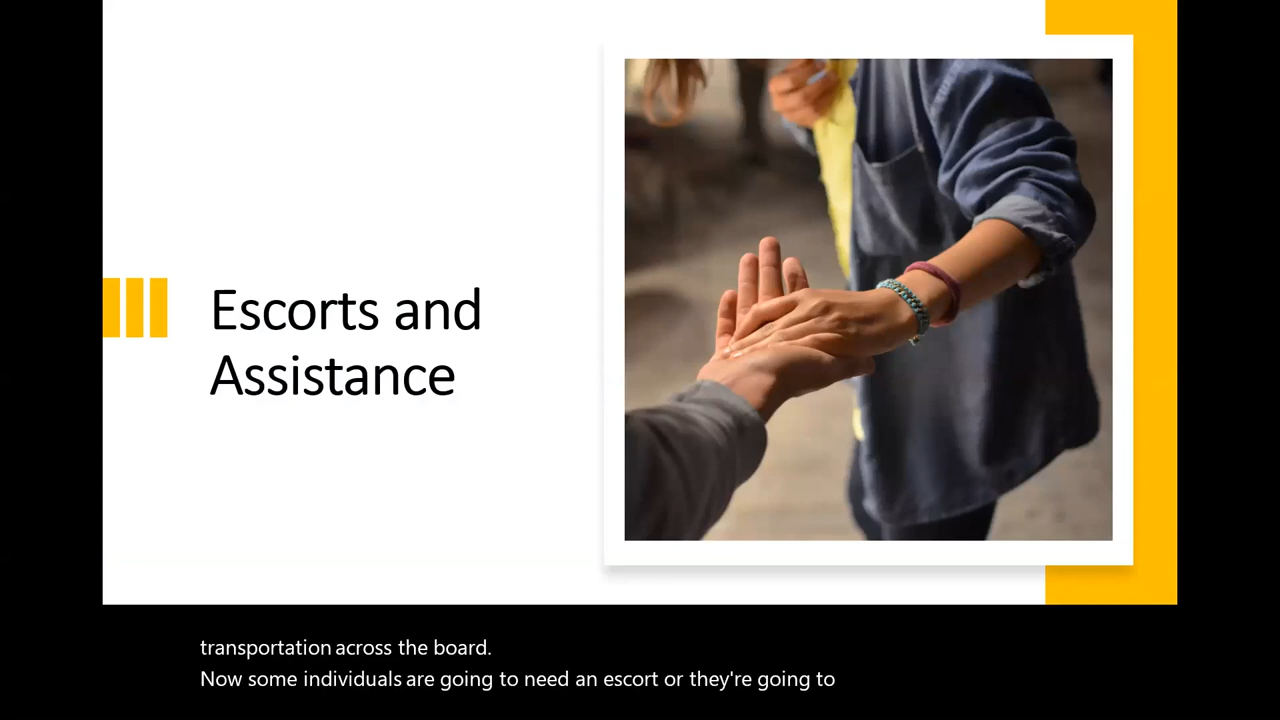 Escorts and
Assistance
transportation across the board.
Now some individuals are going to need an escort or they're going to